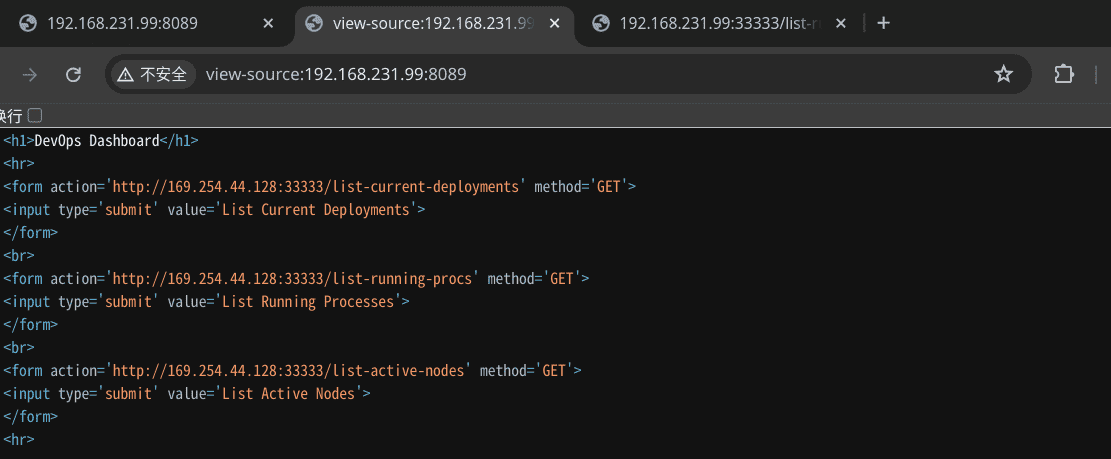 192.168.231.99:8089
view-source:192.168.231.99
192.168.231.99:33333/list-r
不安全
view-source:192.168.231.99:8089
换行
<h1>DevOps Dashboard</h1>
<hr>
<form action='http://169.254.44.128:33333/list-current-deployments' method='GET'>
<input type='submit' value='List Current Deployments'>
</form>
<br>
<form action='http://169.254.44.128:33333/list-running-procs' method='GET'>
<input type='submit' value='List Running Processes'>
</form>
<br>
<form action='http://169.254.44.128:33333/list-active-nodes' method='GET'>
<input type='submit' value='List Active Nodes'>
</form>
<hr>